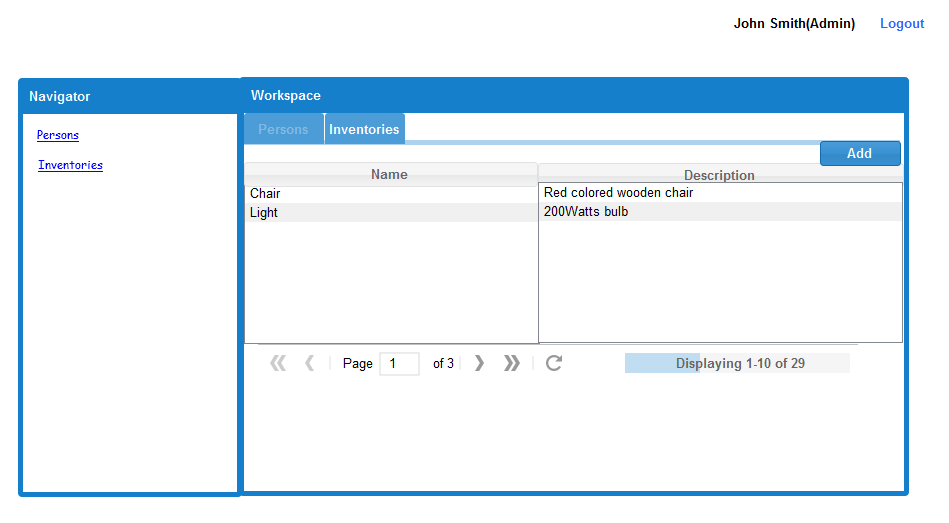 John Smith(Admin) Logout
Navigator
Workspace
Persons
Inventories
Persons Inventories
Add
Name Description
Chair Red colored wooden chair
Light 200Watts bulb
Page 1 of 3 Displaying 1-10 of 29